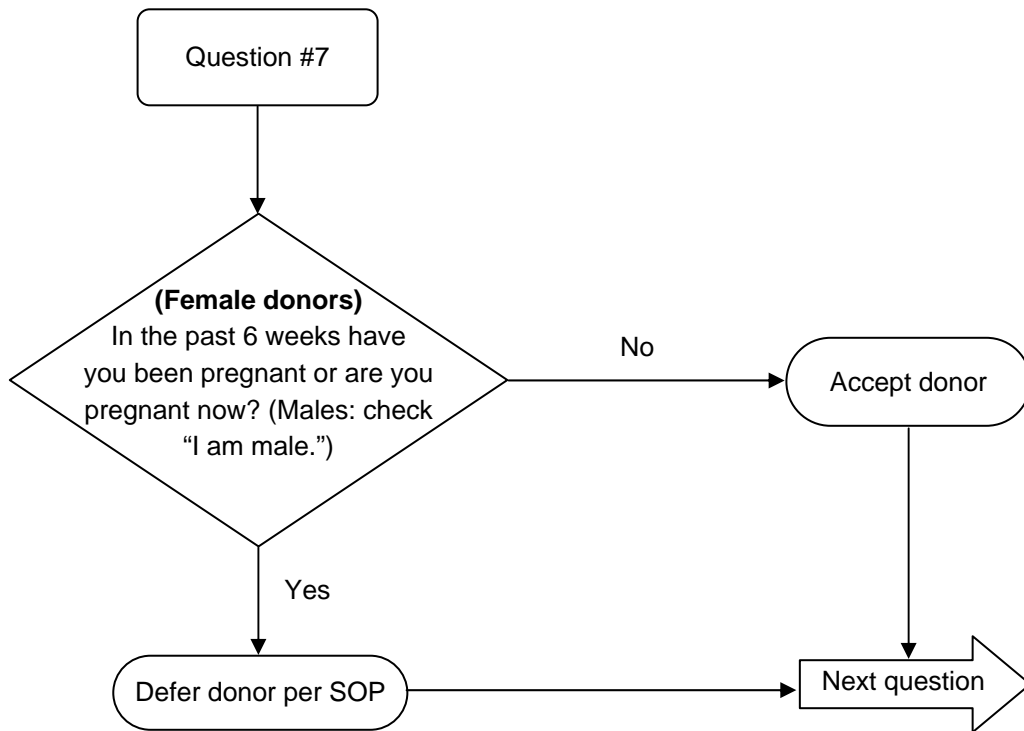 Question #7
(Female donors)
In the past 6 weeks have
you been pregnant or are you
pregnant now? (Males: check
“I am male.”)
No
Accept donor
Yes
Defer donor per SOP
Next question